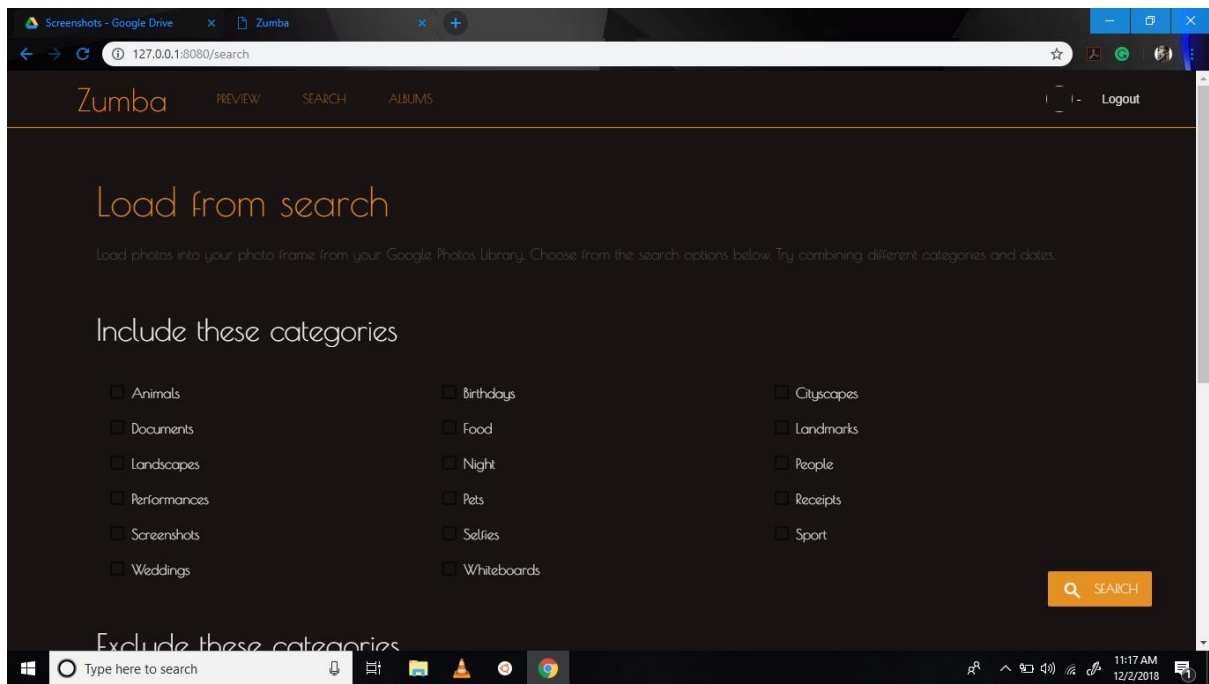 Screenshots - Google Drive Zumba
127.0.0.1:8080/search
Zumba PREVIEW SEARCH ALBUMS Logout
Load from search
Load photos into your photo frame from your Google Photos Library. Choose from the search options below. Try combining different categories and dates.
Include these categories
Animals Birthdays Cityscapes
Documents Food Landmarks
Landscapes Night People
Performances Pets Receipts
Screenshots Selfies Sport
Weddings Whiteboards
SEARCH
Exclude these categories
Type here to search
11:17 AM
12/2/2018
1